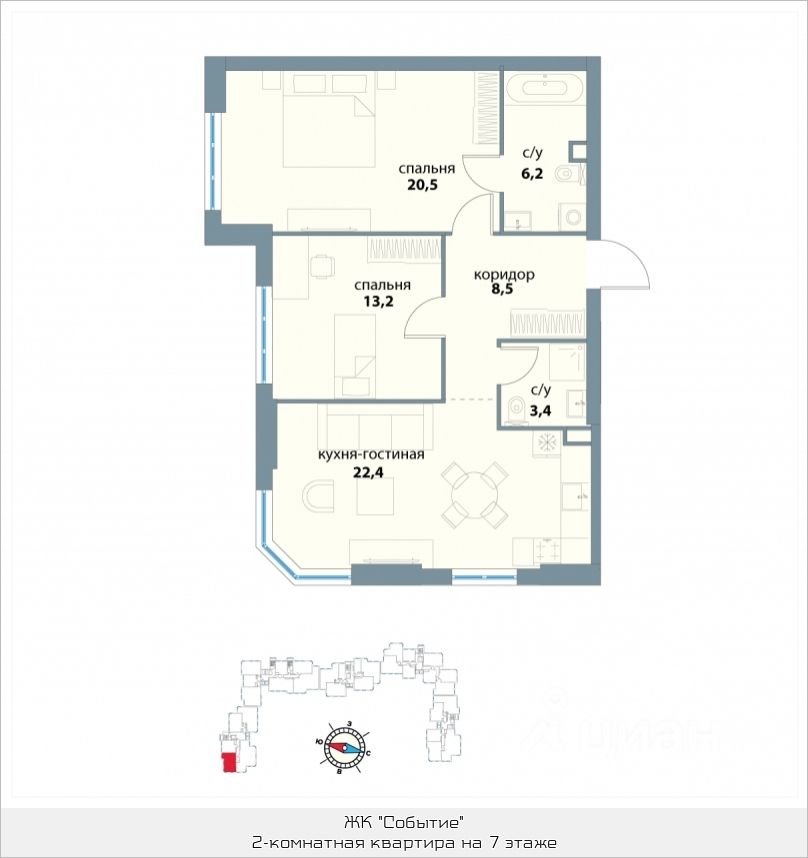 спальня
20,5
с/у
6,2
спальня
13,2
коридор
8,5
с/у
3,4
кухня-гостиная
22,4
З
Ю
С
В
циан
ЖК "Событие"
2-комнатная квартира на 7 этаже